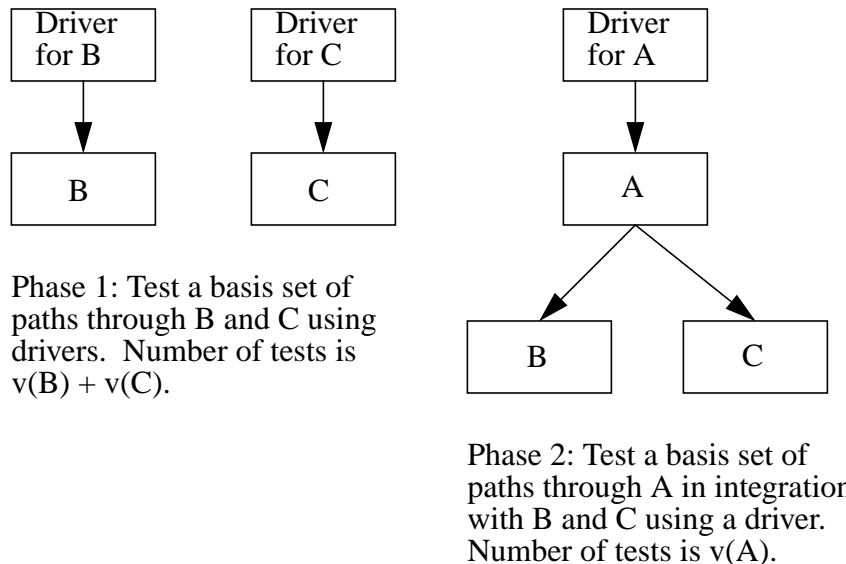 Driver
for B
Driver
for C
Driver
for A
B
C
A
B
C
Phase 1: Test a basis set of
paths through B and C using
drivers.  Number of tests is
v(B) + v(C).
Phase 2: Test a basis set of
paths through A in integration
with B and C using a driver.
Number of tests is v(A).